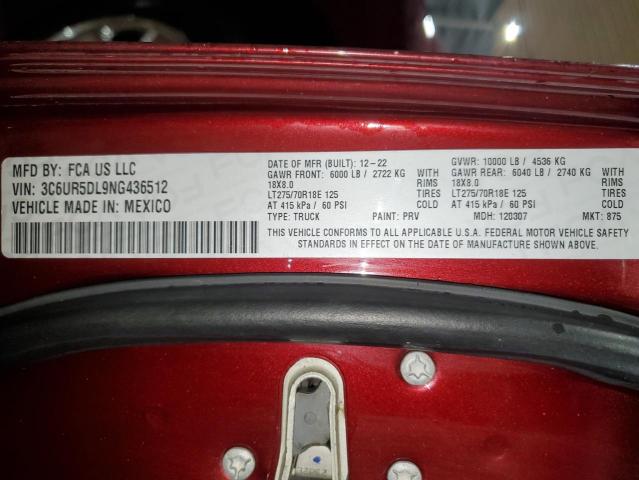 MFD BY: FCA US LLC
VIN: 3C6UR5DL9NG436512
VEHICLE MADE IN: MEXICO
DATE OF MFR (BUILT): 12-22
GAWR FRONT: 6000 LB / 2722 KG WITH
18X8.0 RIMS
LT275/70R18E 125 TIRES
AT 415 kPa / 60 PSI COLD
TYPE: TRUCK PAINT: PRV
GVWR: 10000 LB / 4536 KG
GAWR REAR: 6040 LB / 2740 KG WITH
18X8.0 RIMS
LT275/70R18E 125 TIRES
AT 415 kPa / 60 PSI COLD
MDH: 120307 MKT: 875
THIS VEHICLE CONFORMS TO ALL APPLICABLE U.S.A. FEDERAL MOTOR VEHICLE SAFETY
STANDARDS IN EFFECT ON THE DATE OF MANUFACTURE SHOWN ABOVE.